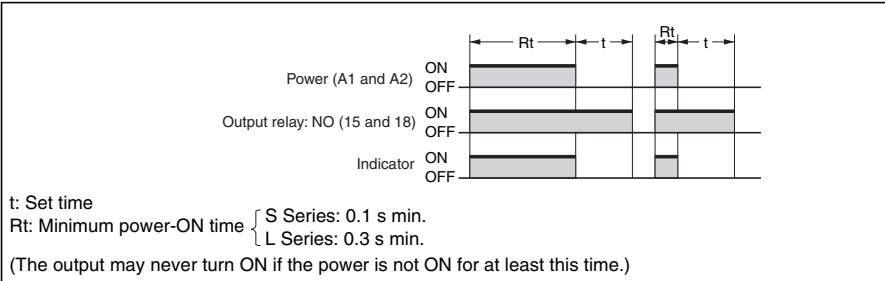 Rt t Rt t
Power (A1 and A2) ON
OFF
Output relay: NO (15 and 18) ON
OFF
Indicator ON
OFF
t: Set time
Rt: Minimum power-ON time { S Series: 0.1 s min.
L Series: 0.3 s min.
(The output may never turn ON if the power is not ON for at least this time.)